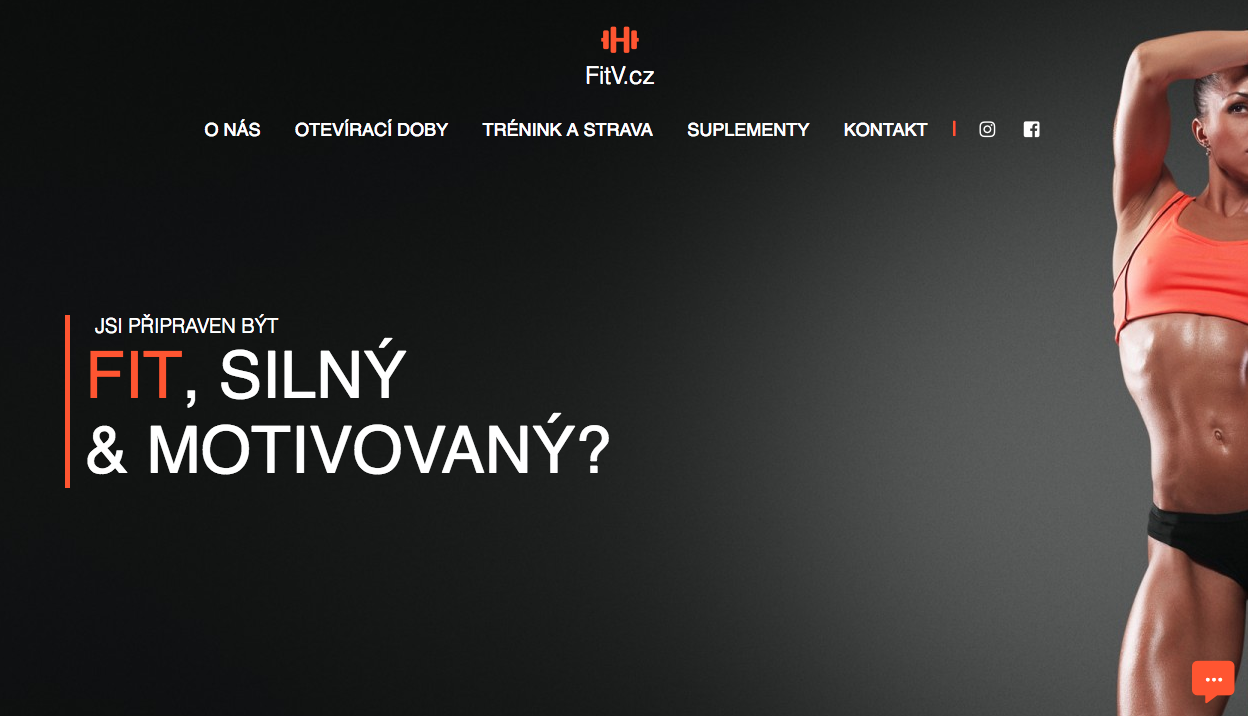 FitV.cz
O NÁS OTEVÍRACÍ DOBY TRÉNINK A STRAVA SUPLEMENTY KONTAKT
JSI PŘIPRAVEN BÝT
FIT, SILNÝ
& MOTIVOVANÝ?